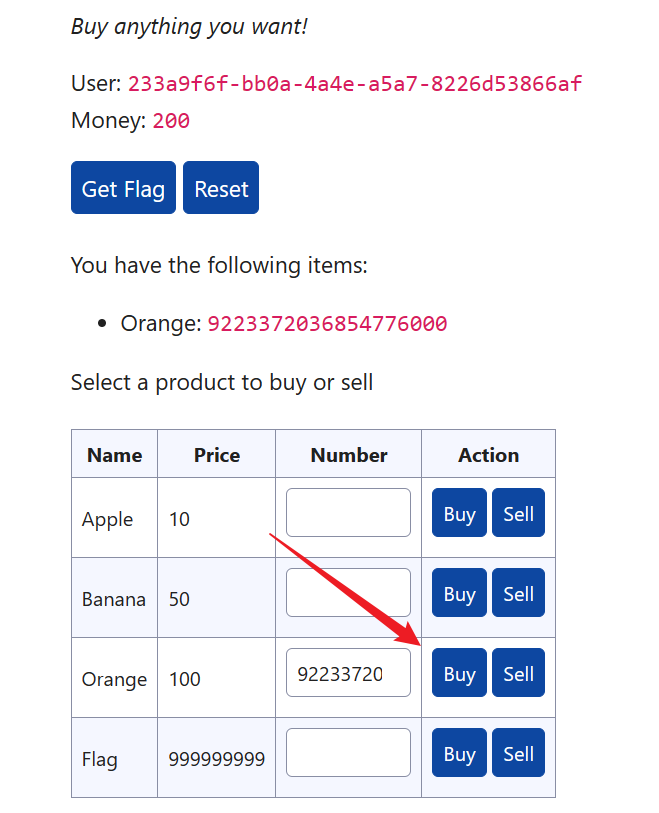 Buy anything you want!
User: 233a9f6f-bb0a-4a4e-a5a7-8226d53866af
Money: 200
Get Flag Reset
You have the following items:
• Orange: 9223372036854776000
Select a product to buy or sell
Name Price Number Action
Apple 10 Buy Sell
Banana 50 Buy Sell
Orange 100 92233720 Buy Sell
Flag 999999999 Buy Sell